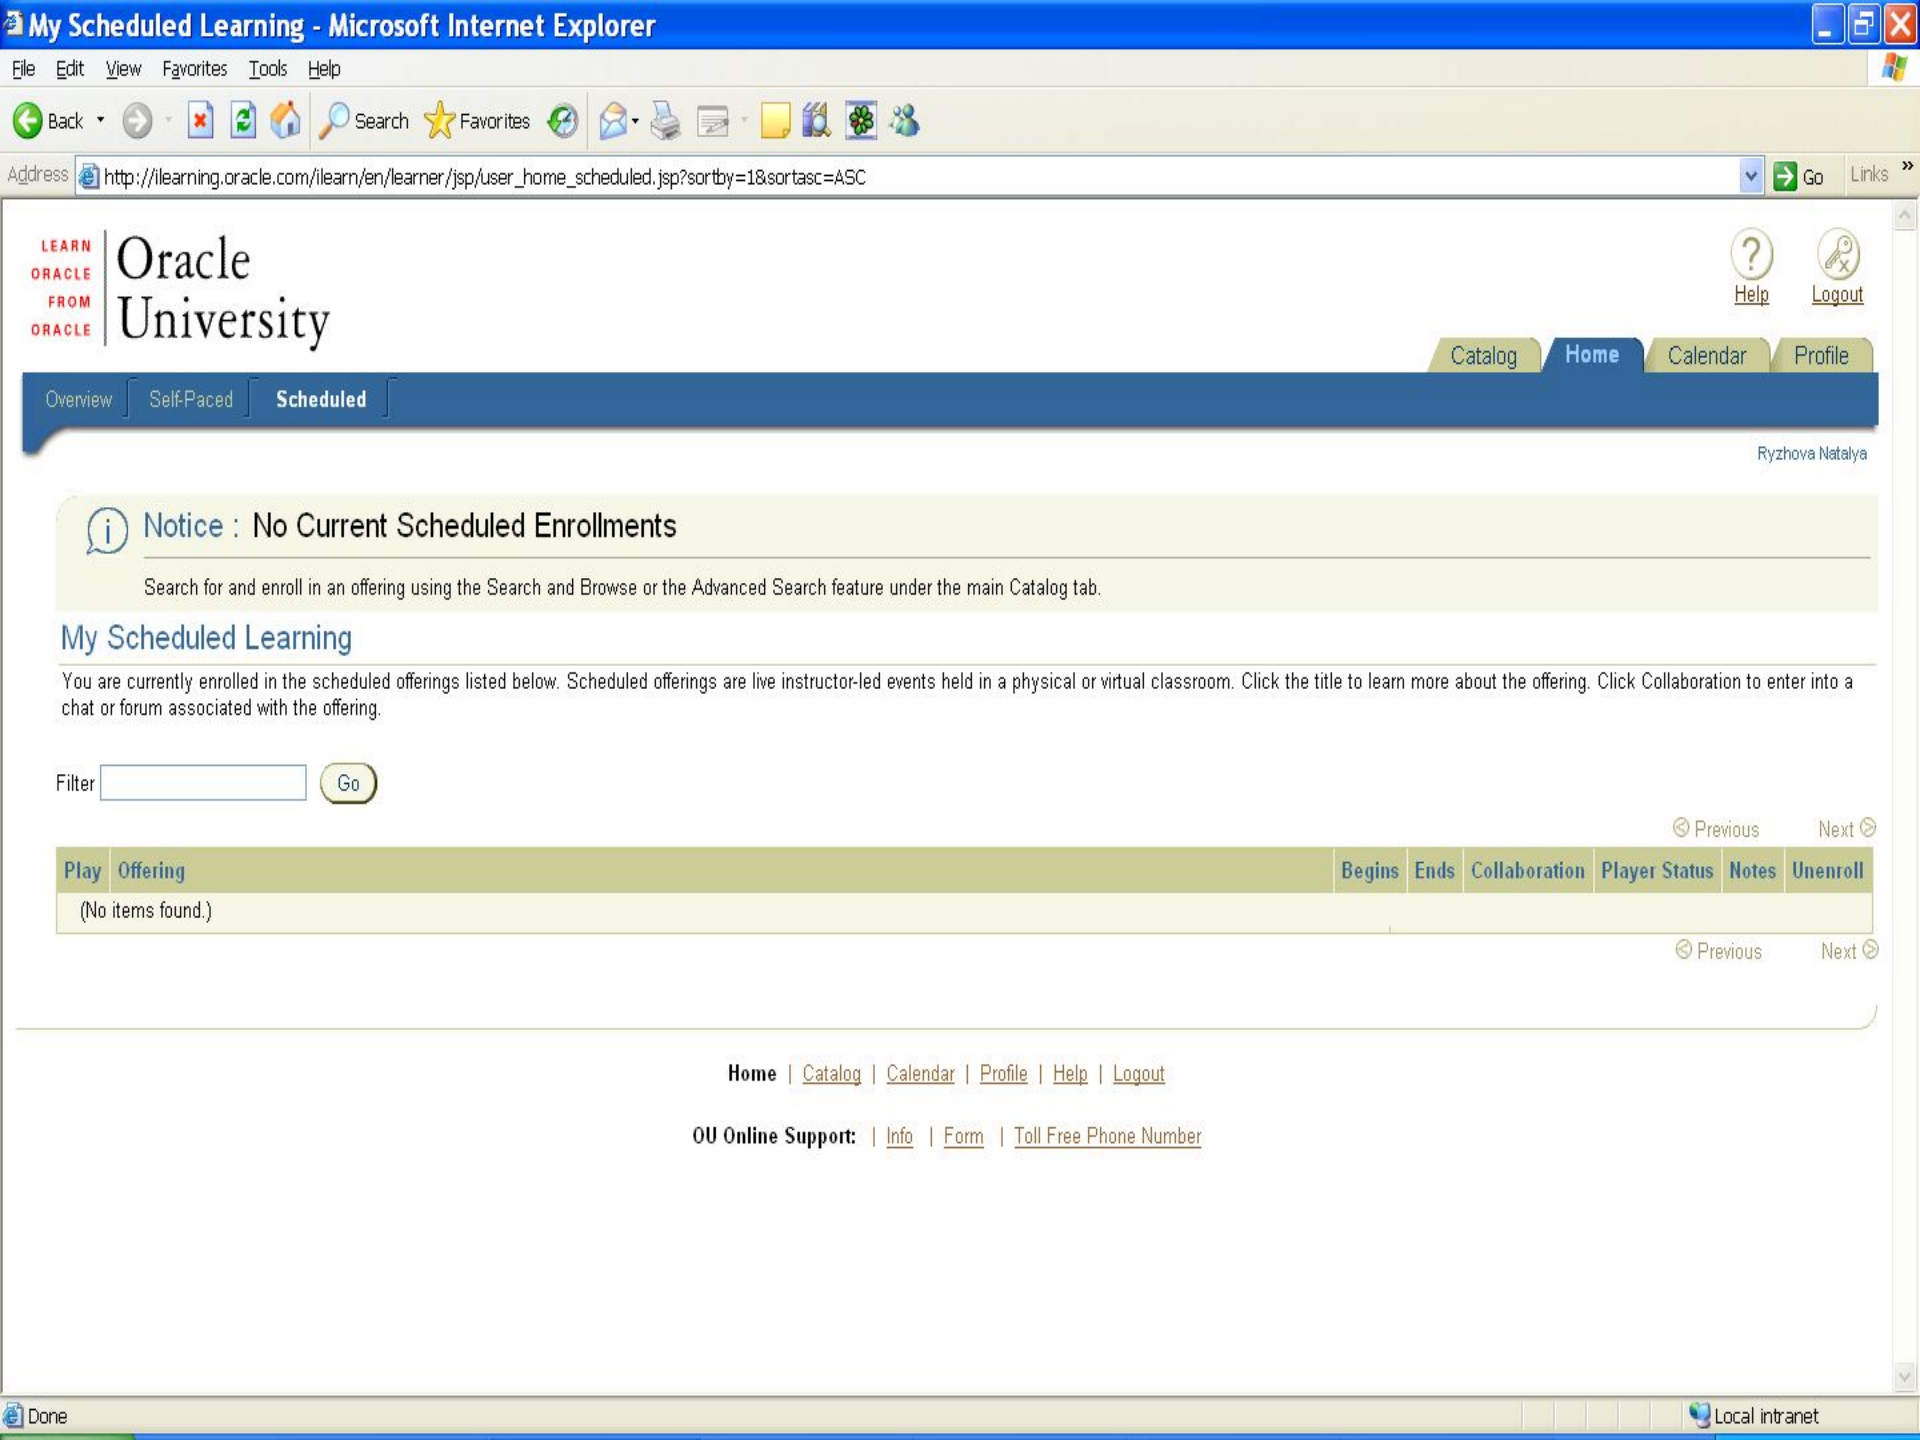 My Scheduled Learning - Microsoft Internet Explorer
File Edit View Favorites Tools Help
Back Search Favorites
Address http://ilearning.oracle.com/ilearn/en/learner/jsp/user_home_scheduled.jsp?sortby=1&sortasc=ASC Go Links »
LEARN
ORACLE
FROM
ORACLE
Oracle
University
Help Logout
Catalog Home Calendar Profile
Overview Self-Paced Scheduled
Ryzhova Natalya
Notice : No Current Scheduled Enrollments
Search for and enroll in an offering using the Search and Browse or the Advanced Search feature under the main Catalog tab.
My Scheduled Learning
You are currently enrolled in the scheduled offerings listed below. Scheduled offerings are live instructor-led events held in a physical or virtual classroom. Click the title to learn more about the offering. Click Collaboration to enter into a
chat or forum associated with the offering.
Filter Go
Previous Next
Play Offering Begins Ends Collaboration Player Status Notes Unenroll
(No items found.)
Previous Next
Home | Catalog | Calendar | Profile | Help | Logout
OU Online Support: | Info | Form | Toll Free Phone Number
Done Local intranet